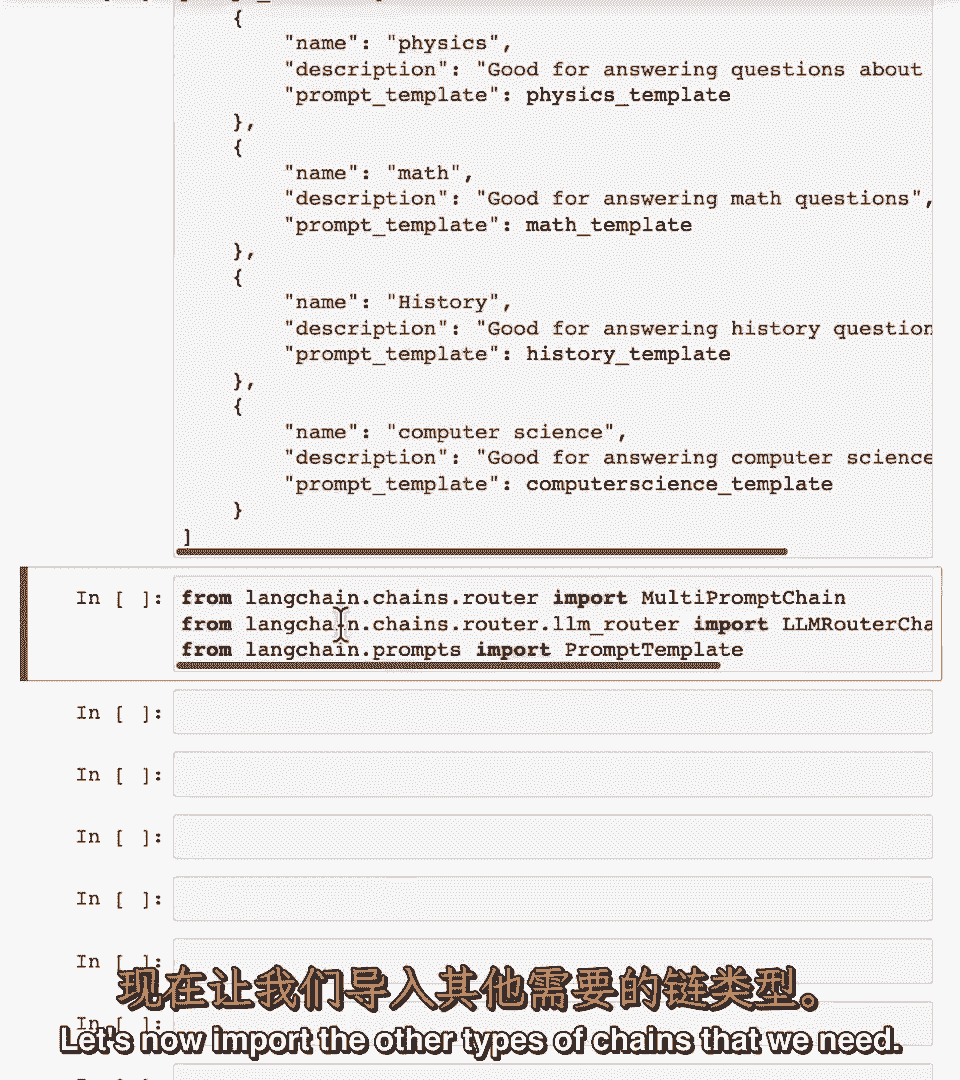 {
"name": "physics",
"description": "Good for answering questions about
"prompt_template": physics_template
},
{
"name": "math",
"description": "Good for answering math questions",
"prompt_template": math_template
},
{
"name": "History",
"description": "Good for answering history question
"prompt_template": history_template
},
{
"name": "computer science",
"description": "Good for answering computer science
"prompt_template": computerscience_template
}
]
In [ ]: from langchain.chains.router import MultiPromptChain
from langchain.chains.router.llm_router import LLMRouterCha
from langchain.prompts import PromptTemplate
In [ ]:
In [ ]:
In [ ]:
In [ ]:
In [ ]:
现在让我们导入其他需要的链类型。
In [ ]:
Let's now import the other types of chains that we need.